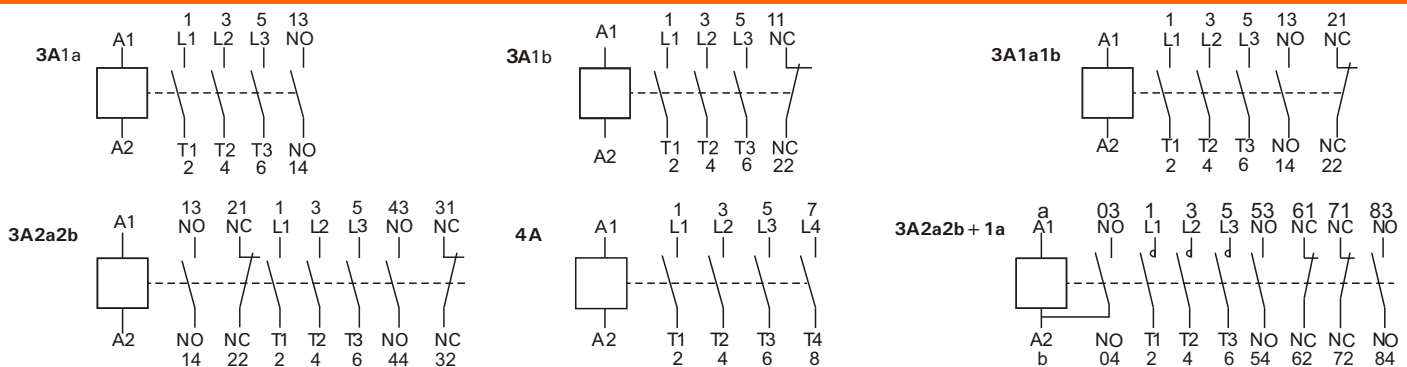 1 3 5 13
A1 L1 L2 L3 NO
3A1a
A2 T1 T2 T3 NO
2 4 6 14
1 3 5 11
A1 L1 L2 L3 NC
3A1b
A2 T1 T2 T3 NC
2 4 6 22
1 3 5 13 21
A1 L1 L2 L3 NO NC
3A1a1b
A2 T1 T2 T3 NO NC
2 4 6 14 22
13 21 1 3 5 43 31
3A2a2b A1 NO NC L1 L2 L3 NO NC
A2 NO NC T1 T2 T3 NO NC
14 22 2 4 6 44 32
1 3 5 7
4A A1 L1 L2 L3 L4
A2 T1 T2 T3 T4
2 4 6 8
a 03 1 3 5 53 61 71 83
3A2a2b + 1a A1 NO L1 L2 L3 NO NC NC NO
A2 NO T1 T2 T3 NO NC NC NO
b 04 2 4 6 54 62 72 84